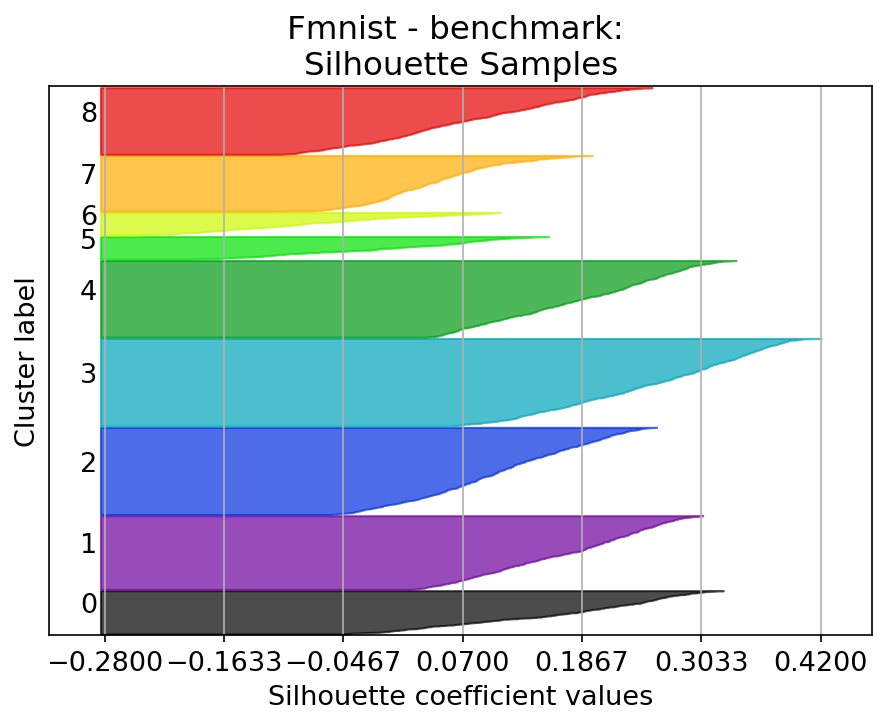 Fmnist - benchmark:
Silhouette Samples
Cluster label
8
7
6
5
4
3
2
1
0
−0.2800 −0.1633 −0.0467 0.0700 0.1867 0.3033 0.4200
Silhouette coefficient values